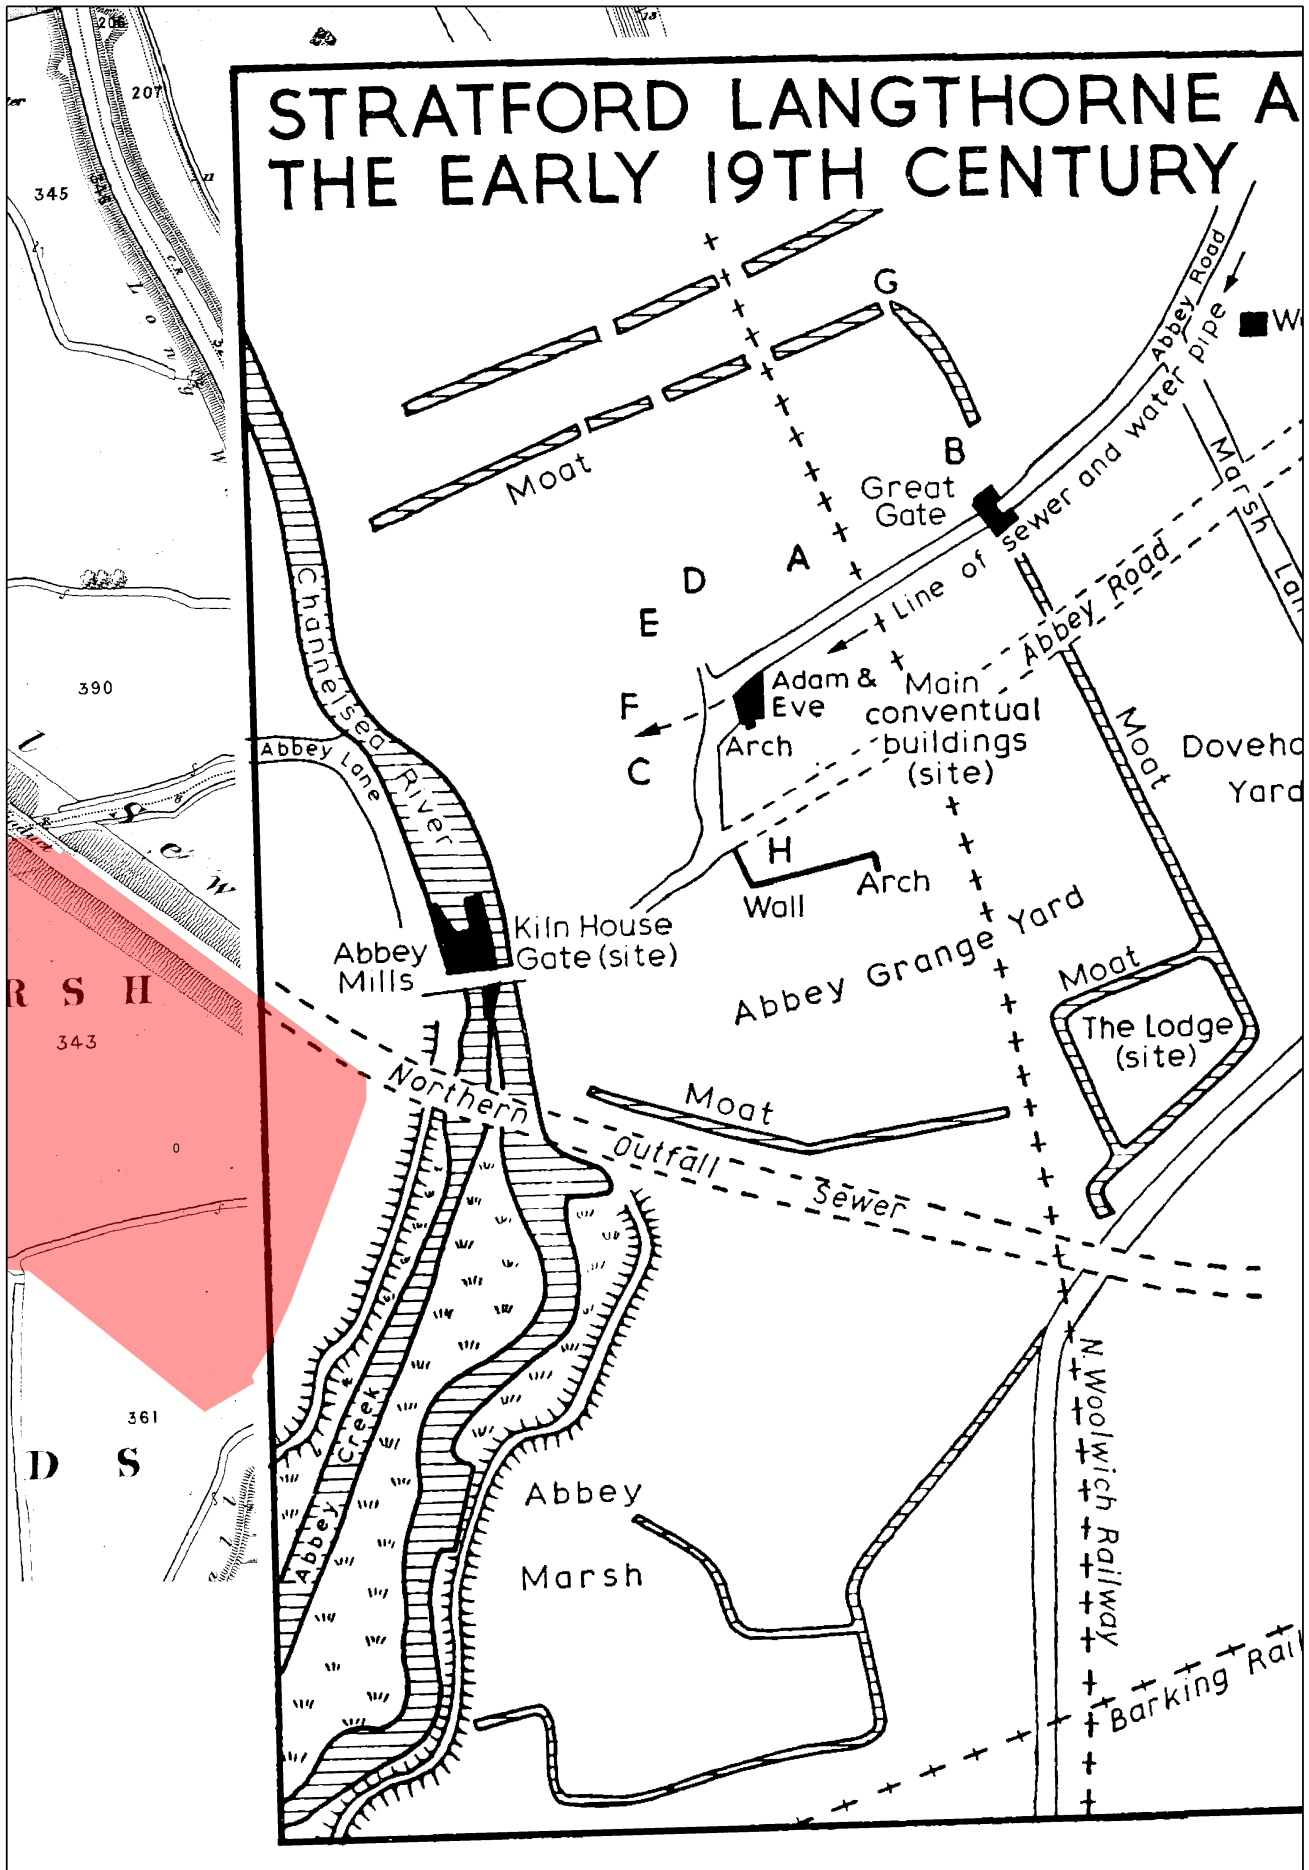 206
207
13
345
STRATFORD LANGTHORNE A
THE EARLY 19TH CENTURY
C.R.
L
o
n
g
W
G
Abbey Road
pipe
Moat
B
Great
Gate
Marsh Lan
Line of sewer and water
Abbey Road
A
D
E
F
C
Adam &
Eve
Arch
Main
conventual
buildings
(site)
Moat
Doveho
Yard
Channelsea River
390
Abbey Lane
l
S
e
w
H
Wall
Arch
Kiln House
Gate (site)
Abbey
Mills
Abbey Grange Yard
Moat
The Lodge
(site)
R S H
343
Northern Outfall Sewer
Moat
361
D S
Abbey Creek
N. Woolwich Railway
Abbey
Marsh
Barking Rail